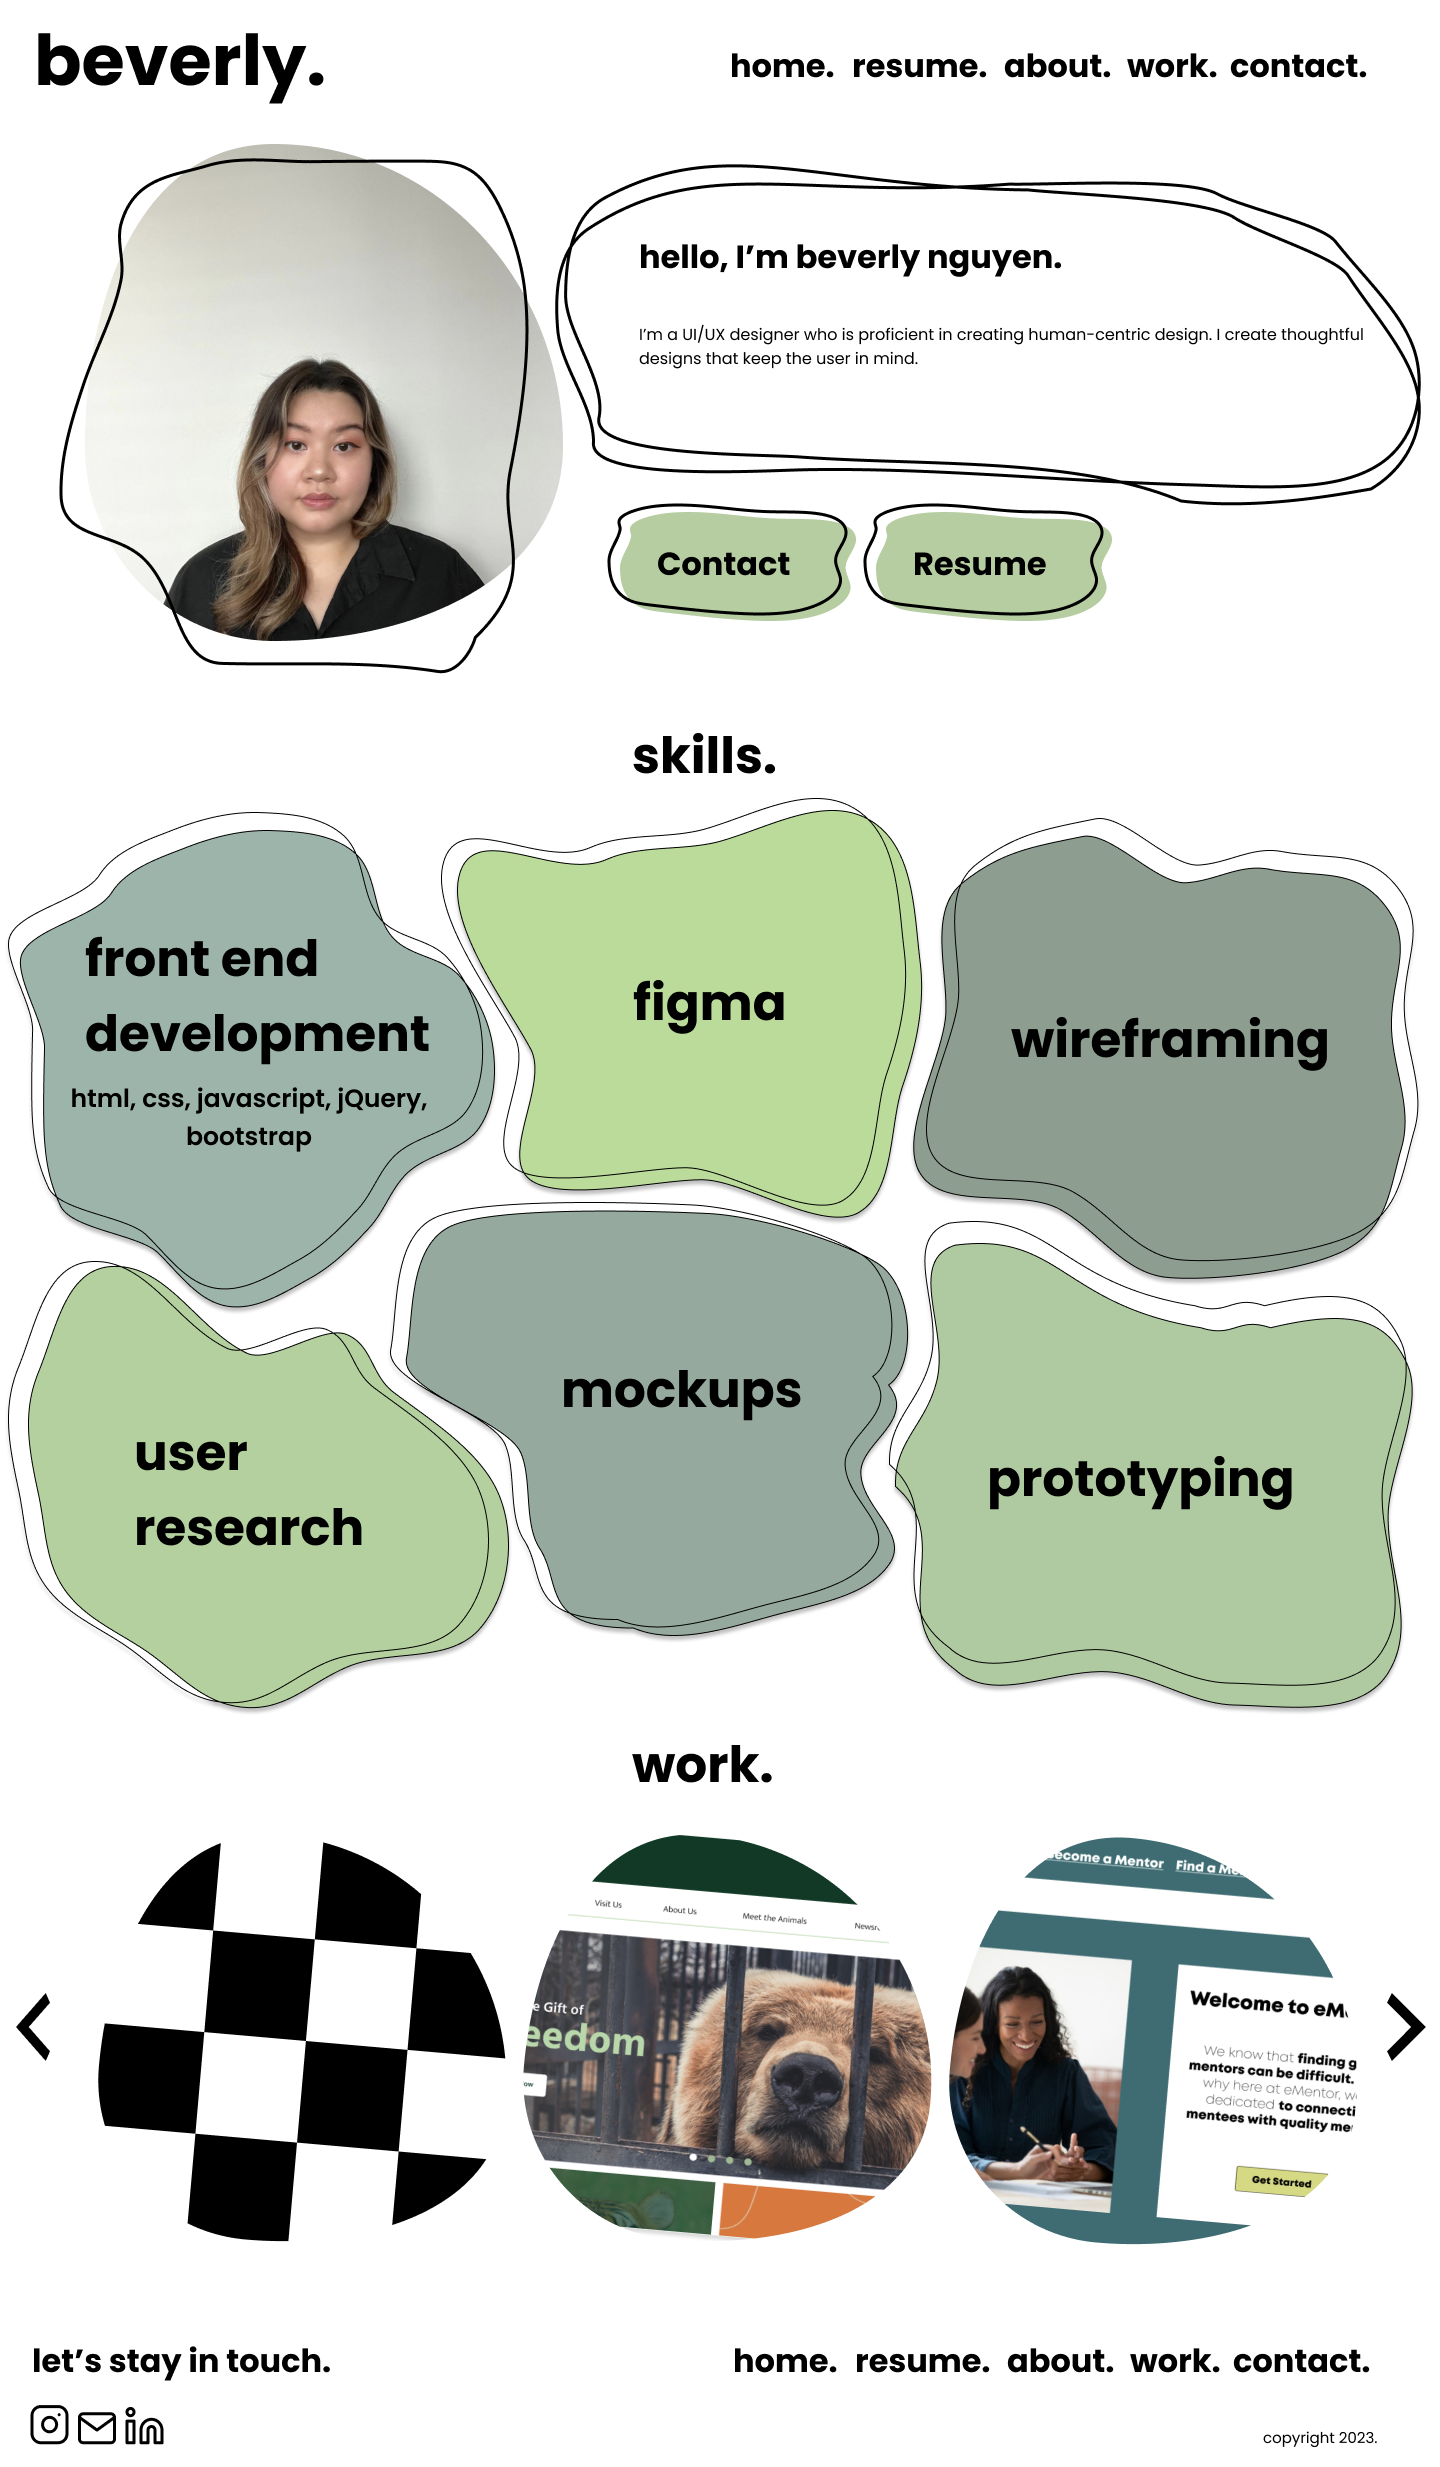 beverly.
home. resume. about. work. contact.
hello, I’m beverly nguyen.
I’m a UI/UX designer who is proficient in creating human-centric design. I create thoughtful
designs that keep the user in mind.
Contact
Resume
skills.
front end
development
html, css, javascript, jQuery,
bootstrap
figma
wireframing
user
research
mockups
prototyping
work.
Visit Us
About Us
Meet the Animals
e Gift of
eedom
ecome a Mentor
Find a Me
Welcome to eM
We know that finding g
mentors can be difficult.
why here at eMentor, w
dedicated to connecti
mentees with quality me
Get Started
let’s stay in touch.
home. resume. about. work. contact.
copyright 2023.